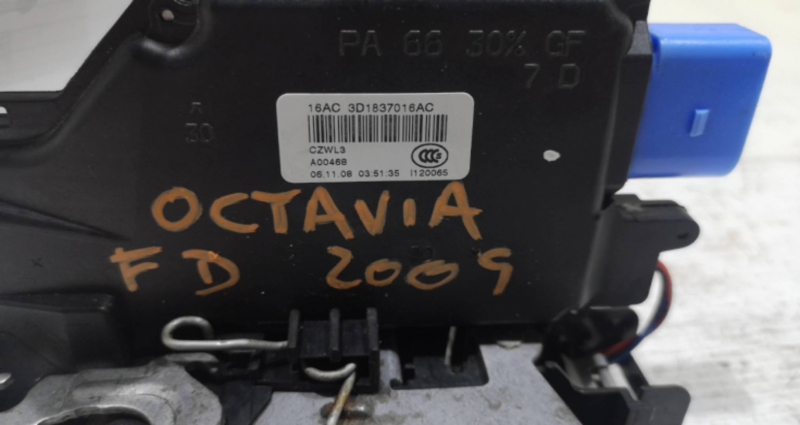 PA 66 30% GF
7 D
30
16AC 3D1837016AC
CZWL3
A00468
CCC
06.11.08 03:51:35 I120065
OCTAVIA
FD 2009